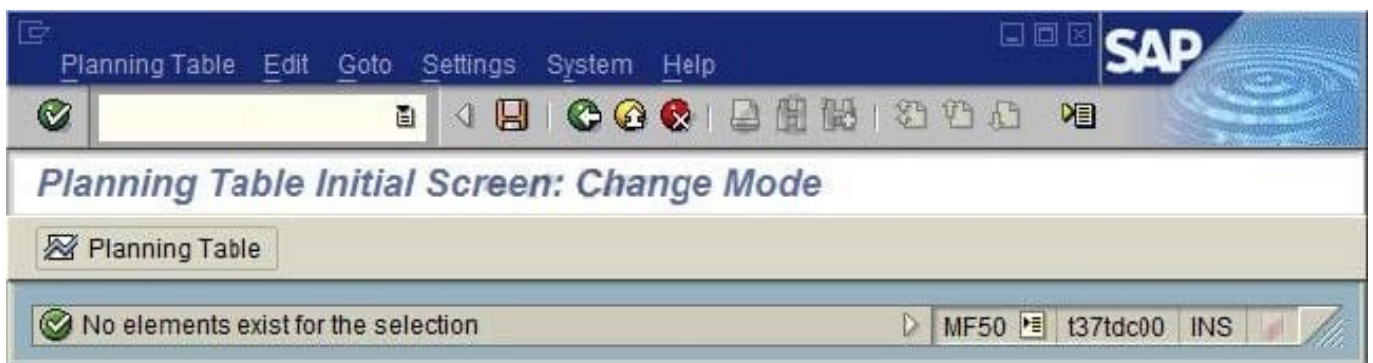 Planning Table Edit Goto Settings System Help
SAP
Planning Table Initial Screen: Change Mode
Planning Table
No elements exist for the selection MF50 t37tdc00 INS